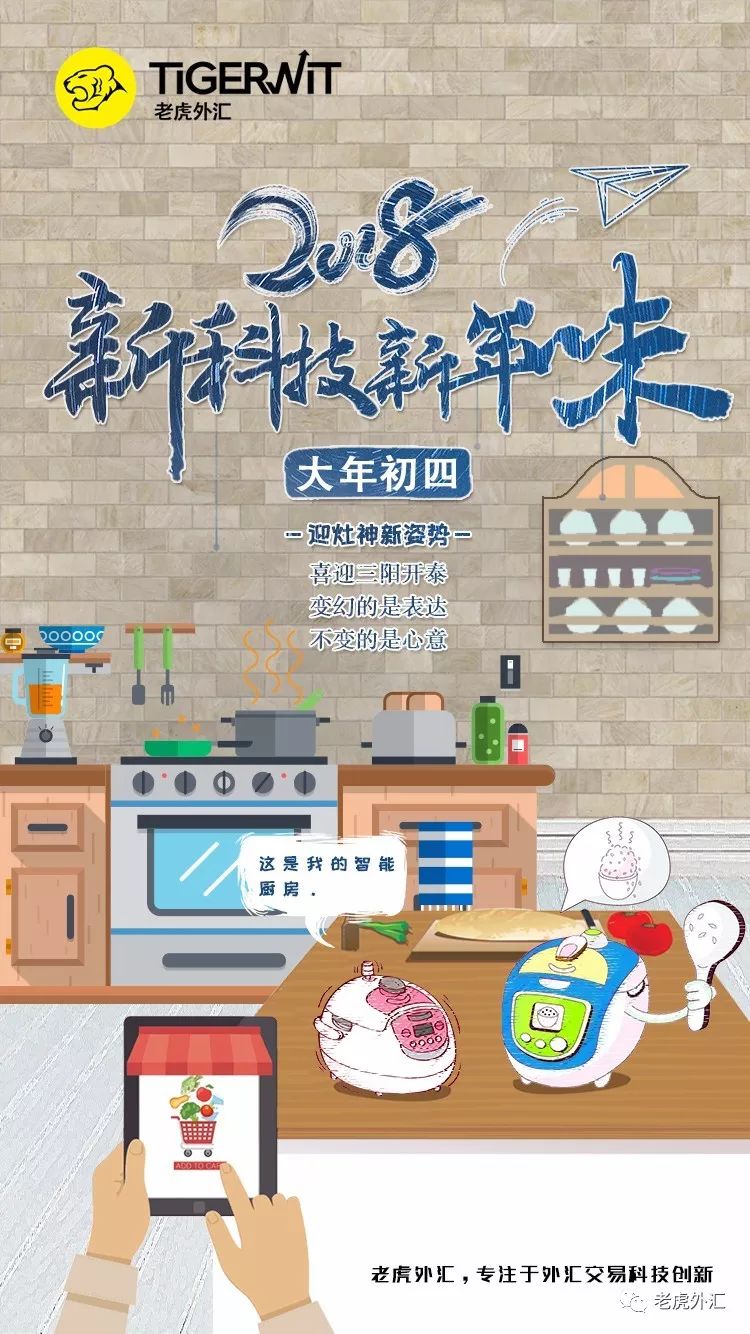 TiGERWiT
老虎外汇
2018
新科技新年味
大年初四
-迎灶神新姿势-
喜迎三阳开泰
变幻的是表达
不变的是心意
这是我的智能
厨房.
ADD TO CAR
老虎外汇,专注于外汇交易科技创新
老虎外汇